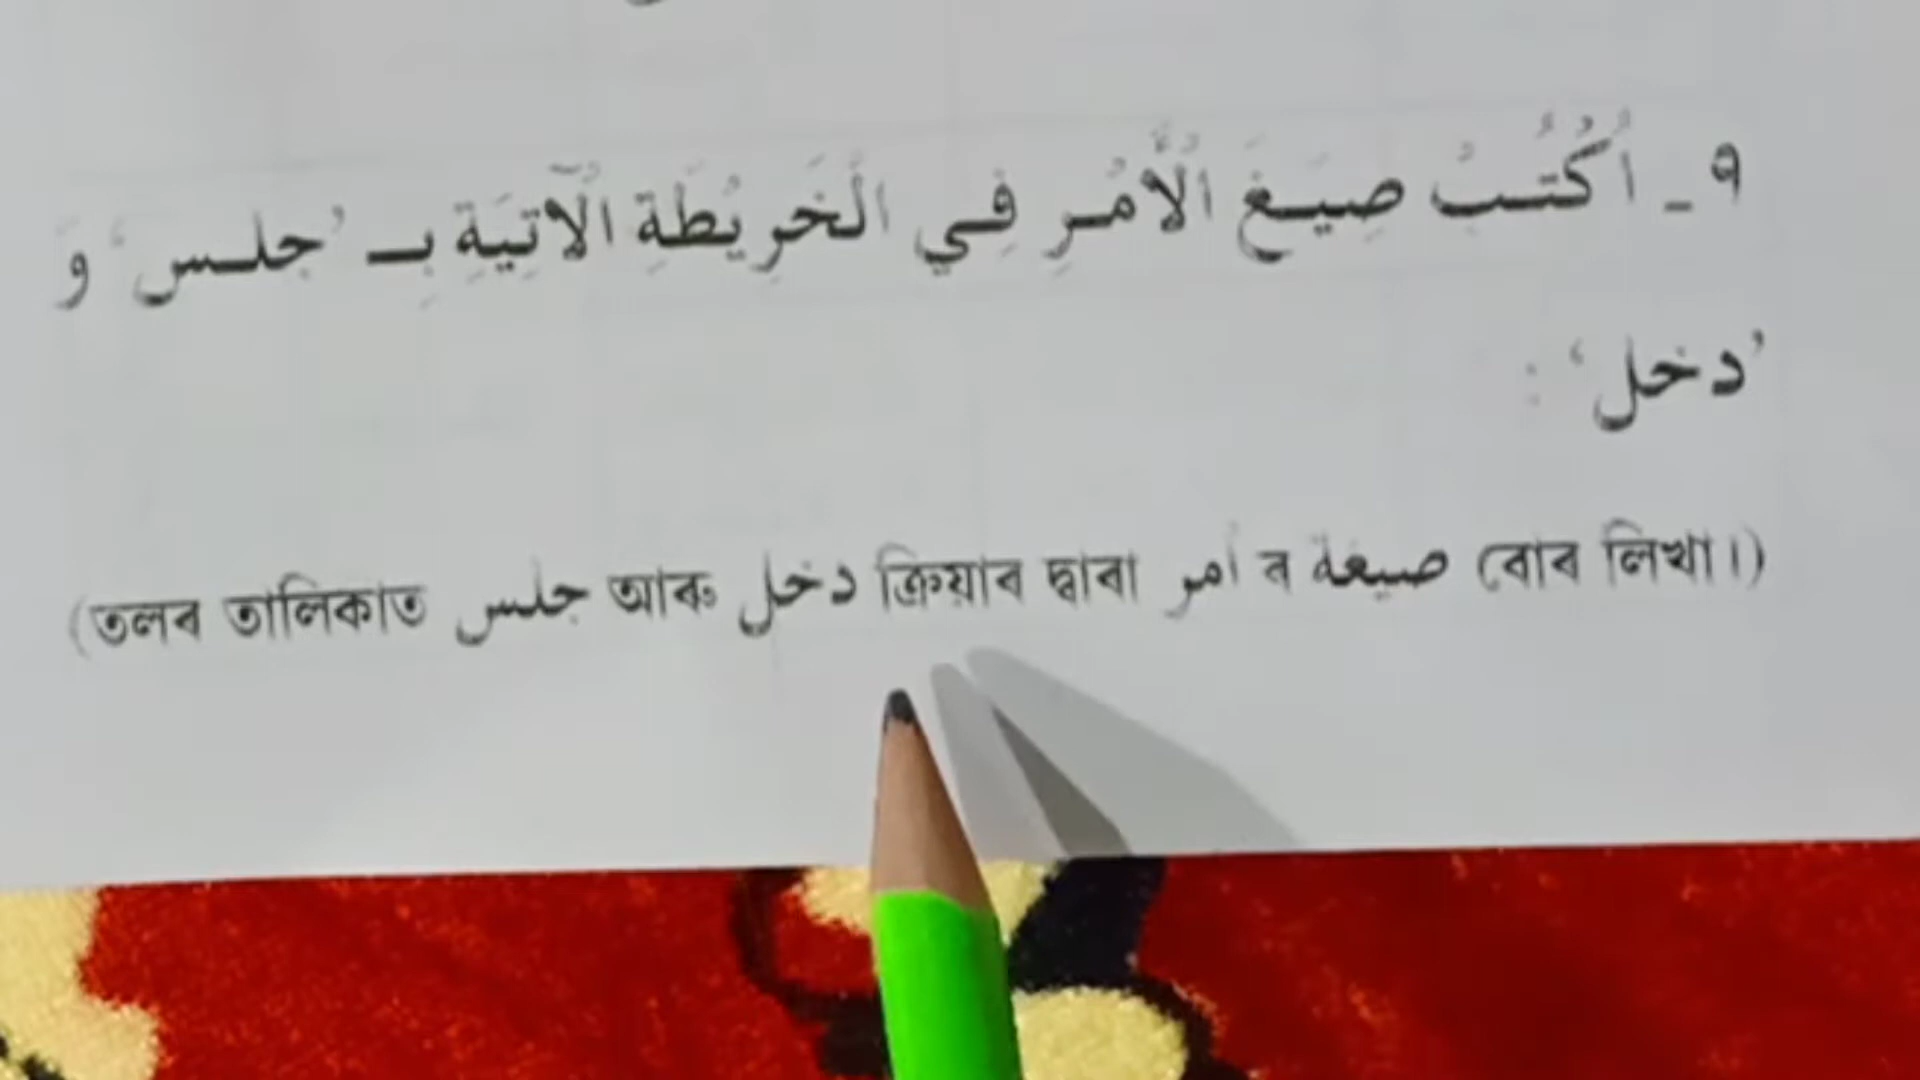 ٩ - اُكْتُبْ صِيَغَ الْأَمْرِ فِي الْخَرِيْطَةِ الْآتِيَةِ بِـ 'جلس' وَ
'دخل' :
(তলৰ তালিকাত جلس আৰু دخل ক্ৰিয়াৰ দ্বাৰা أمر ৰ صيغة বোৰ লিখা।)